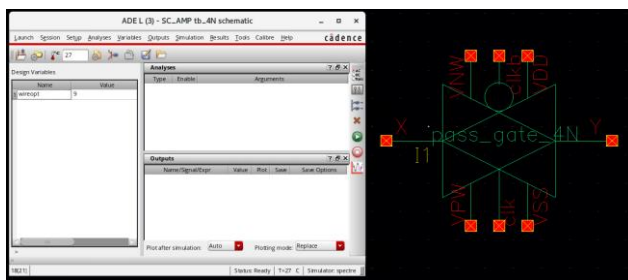 ADE L (3) - SC_AMP tb_4N schematic
Launch Session Setup Analyses Variables Outputs Simulation Results Tools Calibre Help
cādence
27
Design Variables
Name Value
wireopt 9
Analyses
Type Enable Arguments
Outputs
Name/Signal/Expr Value Plot Save Save Options
Plot after simulation: Auto Plotting mode: Replace
18(21)
Status: Ready T=27 C Simulator: spectre
VNW clkb VDD
X pass_gate_4N Y
I1
VPW clk VSS